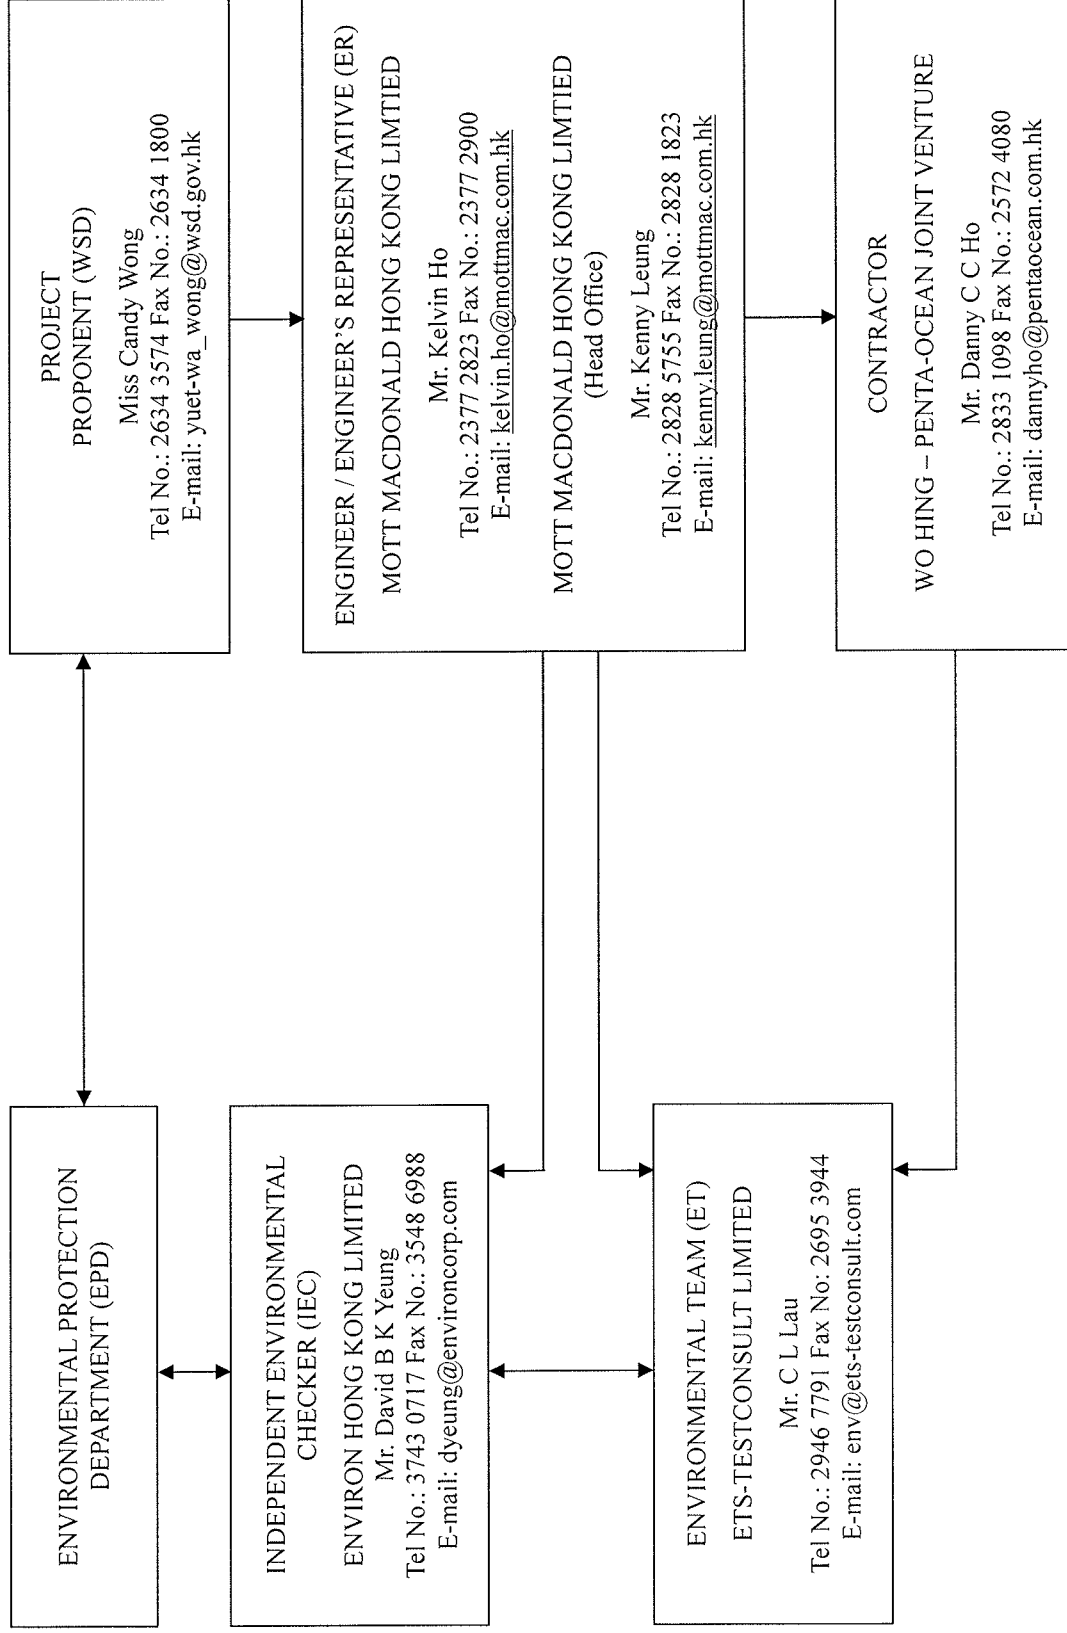 ENVIRONMENTAL PROTECTION
DEPARTMENT (EPD)
PROJECT
PROPONENT (WSD)
Miss Candy Wong
Tel No.: 2634 3574 Fax No.: 2634 1800
E-mail: yuet-wa_wong@wsd.gov.hk
INDEPENDENT ENVIRONMENTAL
CHECKER (IEC)
ENVIRON HONG KONG LIMITED
Mr. David B K Yeung
Tel No.: 3743 0717 Fax No.: 3548 6988
E-mail: dyeung@environcorp.com
ENGINEER / ENGINEER'S REPRESENTATIVE (ER)
MOTT MACDONALD HONG KONG LIMTIED
Mr. Kelvin Ho
Tel No.: 2377 2823 Fax No.: 2377 2900
E-mail: kelvin.ho@mottmac.com.hk
MOTT MACDONALD HONG KONG LIMTIED
(Head Office)
Mr. Kenny Leung
Tel No.: 2828 5755 Fax No.: 2828 1823
E-mail: kenny.leung@mottmac.com.hk
ENVIRONMENTAL TEAM (ET)
ETS-TESTCONSULT LIMITED
Mr. C L Lau
Tel No.: 2946 7791 Fax No: 2695 3944
E-mail: env@ets-testconsult.com
CONTRACTOR
WO HING – PENTA-OCEAN JOINT VENTURE
Mr. Danny C C Ho
Tel No.: 2833 1098 Fax No.: 2572 4080
E-mail: dannyho@pentaocean.com.hk